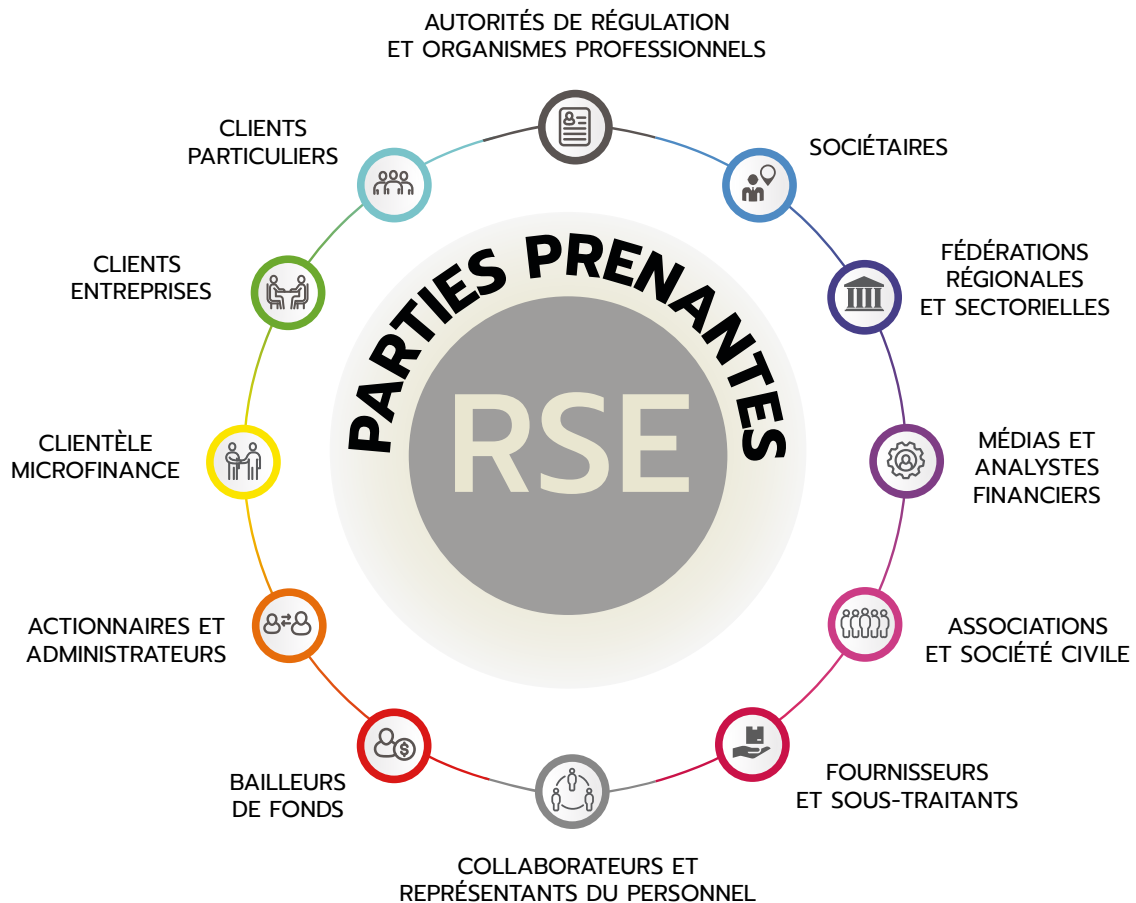 AUTORITÉS DE RÉGULATION
ET ORGANISMES PROFESSIONNELS
SOCIÉTAIRES
FÉDÉRATIONS
RÉGIONALES
ET SECTORIELLES
MÉDIAS ET
ANALYSTES
FINANCIERS
ASSOCIATIONS
ET SOCIÉTÉ CIVILE
FOURNISSEURS
ET SOUS-TRAITANTS
COLLABORATEURS ET
REPRÉSENTANTS DU PERSONNEL
BAILLEURS
DE FONDS
ACTIONNAIRES ET
ADMINISTRATEURS
CLIENTÈLE
MICROFINANCE
CLIENTS
ENTREPRISES
CLIENTS
PARTICULIERS
PARTIES PRENANTES
RSE
$